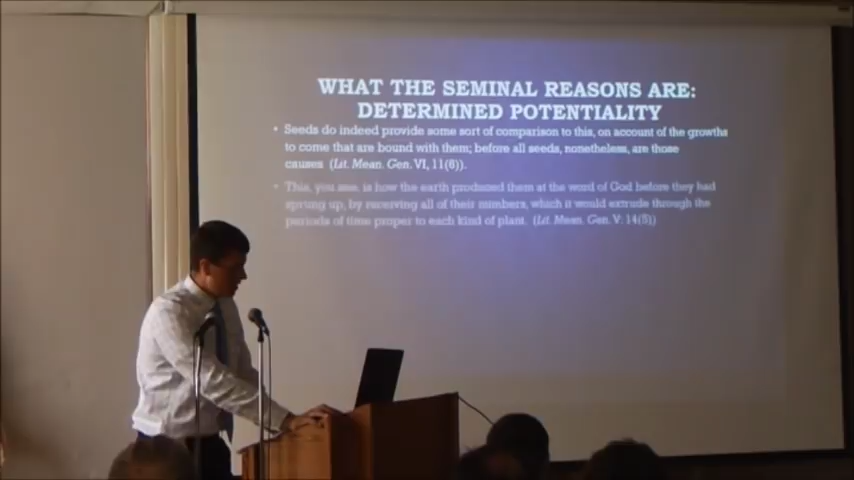 WHAT THE SEMINAL REASONS ARE:
DETERMINED POTENTIALITY
• Seeds do indeed provide some sort of comparison to this, on account of the growths
to come that are bound with them; before all seeds, nonetheless, are those
causes (Lit. Mean. Gen. VI, 11(6)).
• This, you see, is how the earth produced them at the word of God before they had
sprung up, by receiving all of their numbers, which it would extrude through the
periods of time proper to each kind of plant. (Lit. Mean. Gen. V: 14(5))